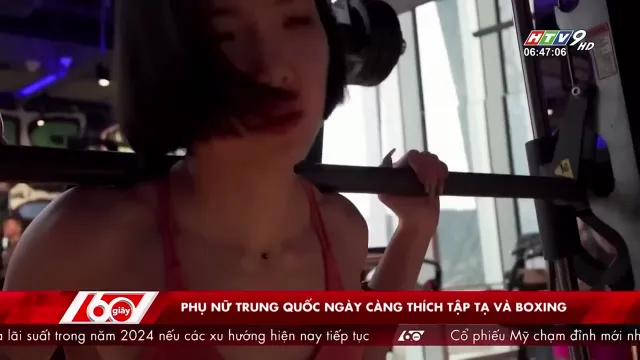 HTV9 HD
06:47:06
60 giây
PHỤ NỮ TRUNG QUỐC NGÀY CÀNG THÍCH TẬP TẠ VÀ BOXING
lãi suất trong năm 2024 nếu các xu hướng hiện nay tiếp tục 60 Cổ phiếu Mỹ chạm đỉnh mới